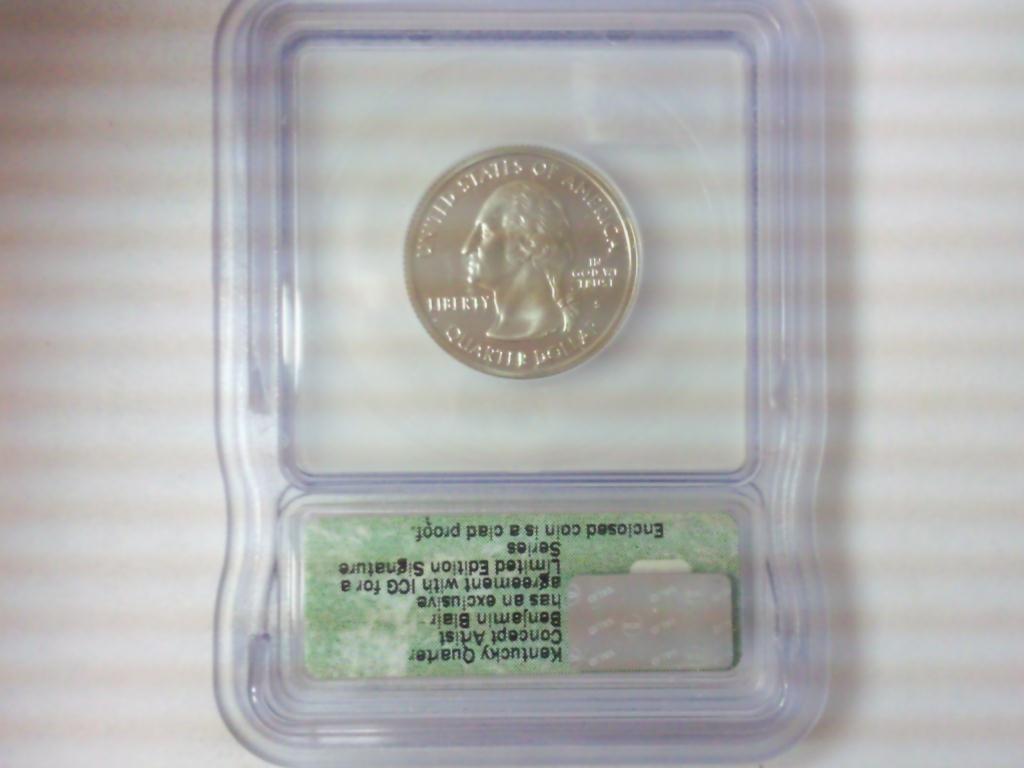 UNITED STATES OF AMERICA
LIBERTY
IN
GOD WE
TRUST
S
QUARTER DOLLAR
Kentucky Quarter
Concept Artist
Benjamin Blair
has an exclusive
agreement with ICG for a
Limited Edition Signature
Series
Enclosed coin is a clad proof.